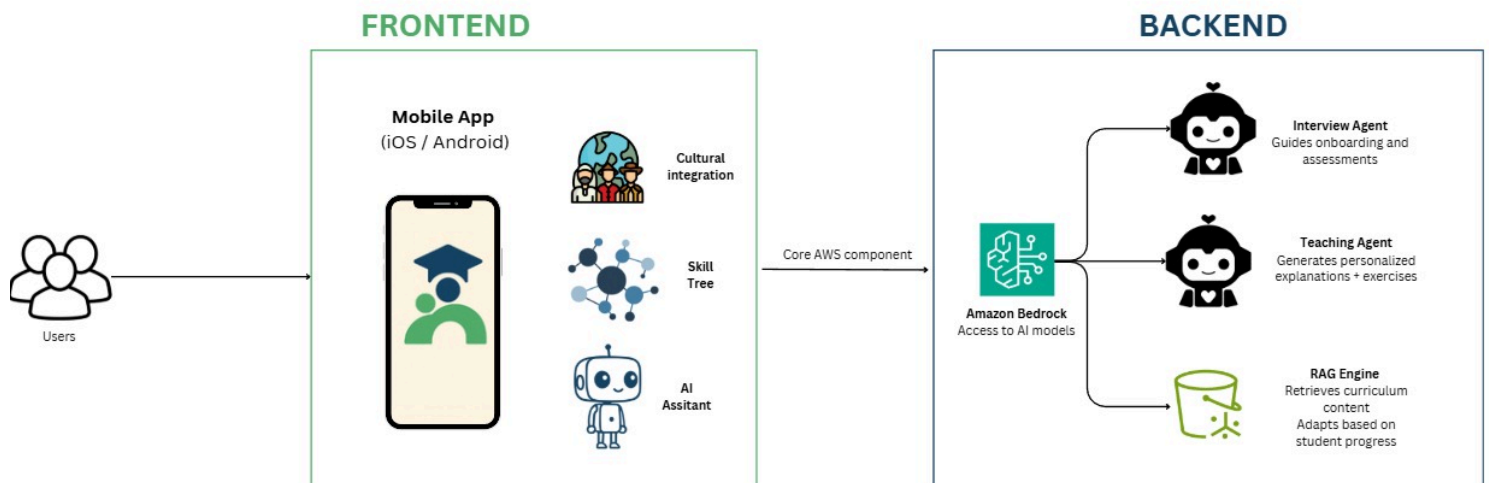 FRONTEND
BACKEND
Mobile App
(iOS / Android)
Cultural
integration
Skill
Tree
AI
Assitant
Users
Core AWS component
Amazon Bedrock
Access to AI models
Interview Agent
Guides onboarding and
assessments
Teaching Agent
Generates personalized
explanations + exercises
RAG Engine
Retrieves curriculum
content
Adapts based on
student progress